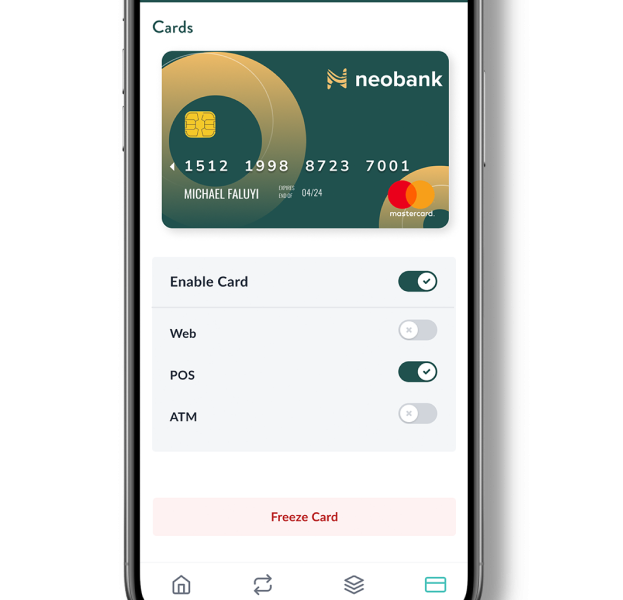 Cards
neobank
1512 1998 8723 7001
MICHAEL FALUYI
EXPIRES
END OF
04/24
mastercard.
Enable Card
Web
POS
ATM
Freeze Card